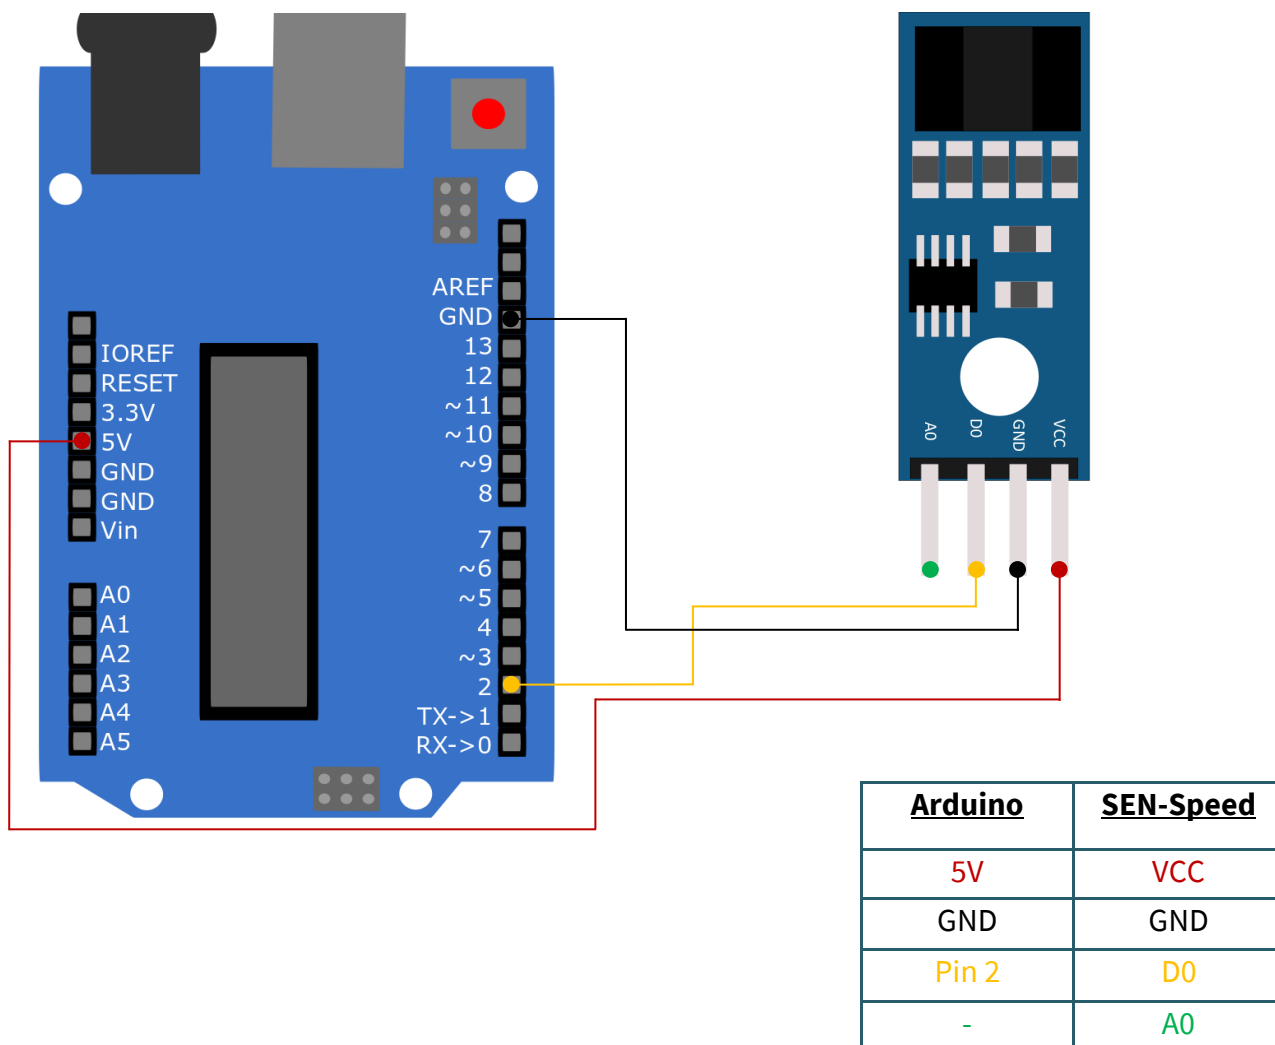 AREF
GND
13
12
~11
~10
~9
8
7
~6
~5
4
~3
2
TX->1
RX->0
IOREF
RESET
3.3V
5V
GND
GND
Vin
A0
A1
A2
A3
A4
A5
A0 D0 GND VCC
Arduino SEN-Speed
5V VCC
GND GND
Pin 2 D0
- A0